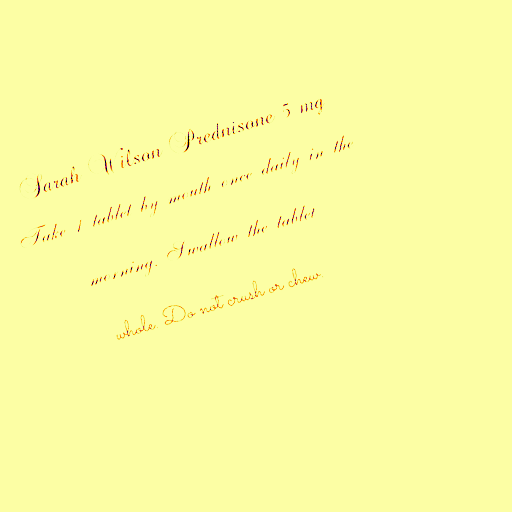 Sarah Wilson Prednisone 5 mg
Take 1 tablet by mouth once daily in the
morning. Swallow the tablet
whole. Do not crush or chew.